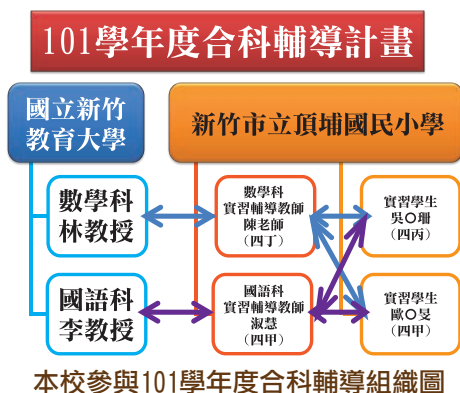 101學年度合科輔導計畫
國立新竹
教育大學
新竹市立頂埔國民小學
數學科
林教授
數學科
實習輔導教師
陳老師
（四丁）
實習學生
吳○珊
（四丙）
國語科
李教授
國語科
實習輔導教師
淑慧
（四甲）
實習學生
歐○旻
（四甲）
本校參與101學年度合科輔導組織圖